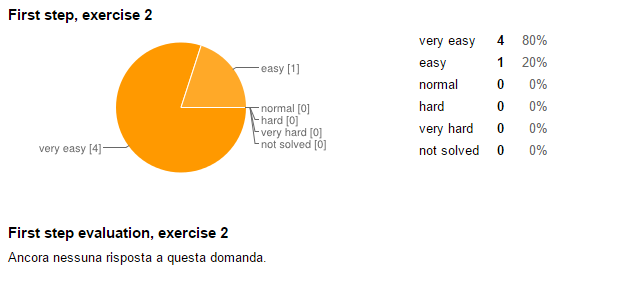 First step, exercise 2
easy [1]
normal [0]
hard [0]
very hard [0]
not solved [0]
very easy [4]
very easy 4 80%
easy 1 20%
normal 0 0%
hard 0 0%
very hard 0 0%
not solved 0 0%
First step evaluation, exercise 2
Ancora nessuna risposta a questa domanda.